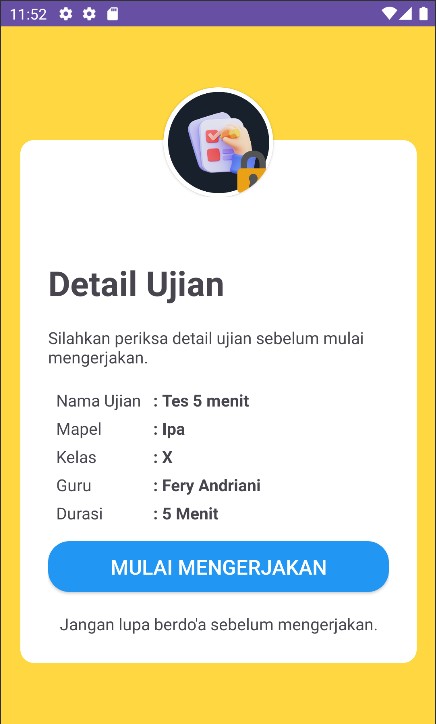 11:52
Detail Ujian
Silahkan periksa detail ujian sebelum mulai
mengerjakan.
Nama Ujian : Tes 5 menit
Mapel : Ipa
Kelas : X
Guru : Fery Andriani
Durasi : 5 Menit
MULAI MENGERJAKAN
Jangan lupa berdo'a sebelum mengerjakan.